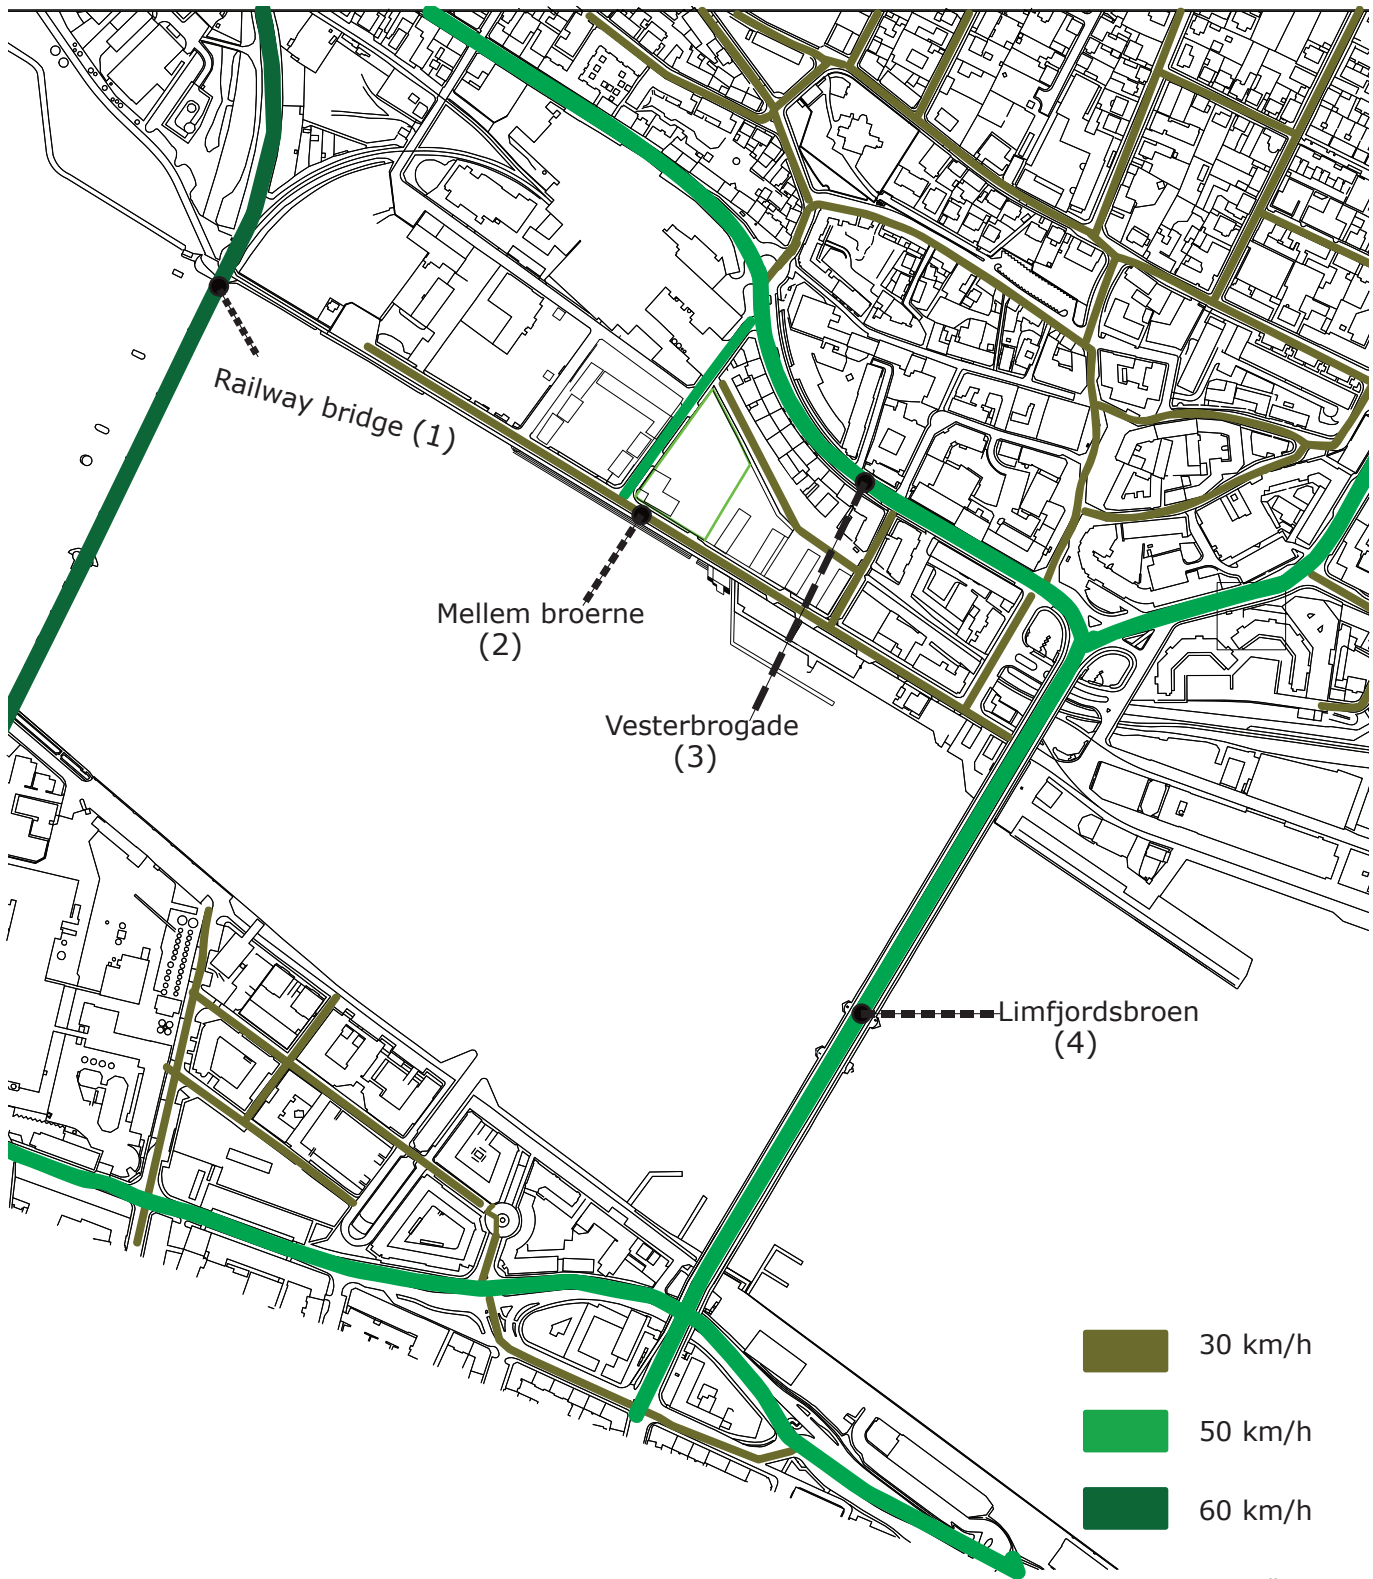 Railway bridge (1)
Mellem broerne
(2)
Vesterbrogade
(3)
Limfjordsbroen
(4)
30 km/h
50 km/h
60 km/h